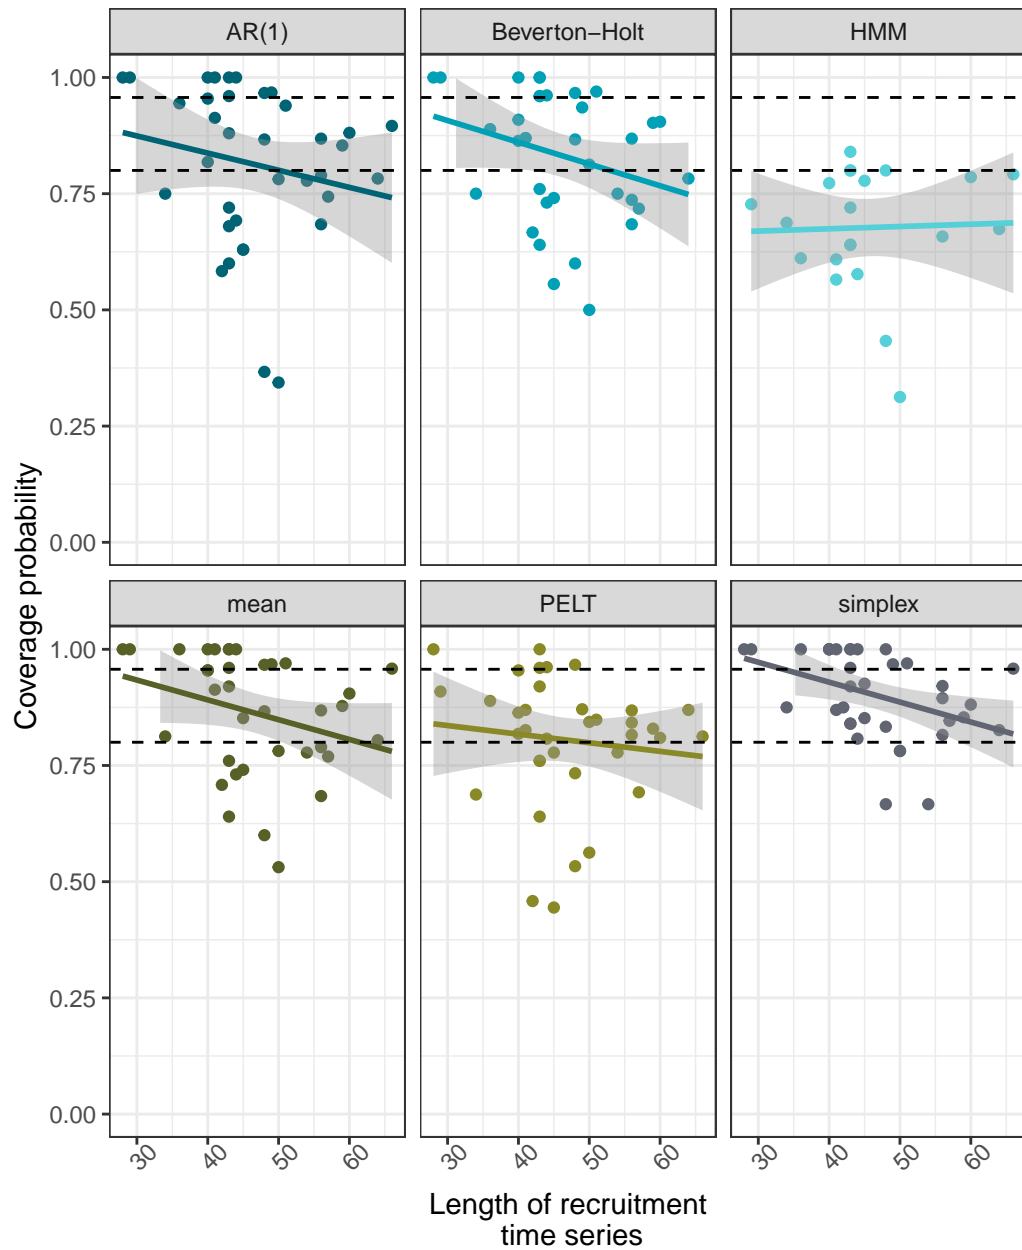 AR(1)
Beverton−Holt
HMM
1.00
0.75
0.50
0.25
0.00
mean
PELT
simplex
1.00
0.75
0.50
0.25
0.00
Coverage probability
30
40
50
60
30
40
50
60
30
40
50
60
Length of recruitment
time series